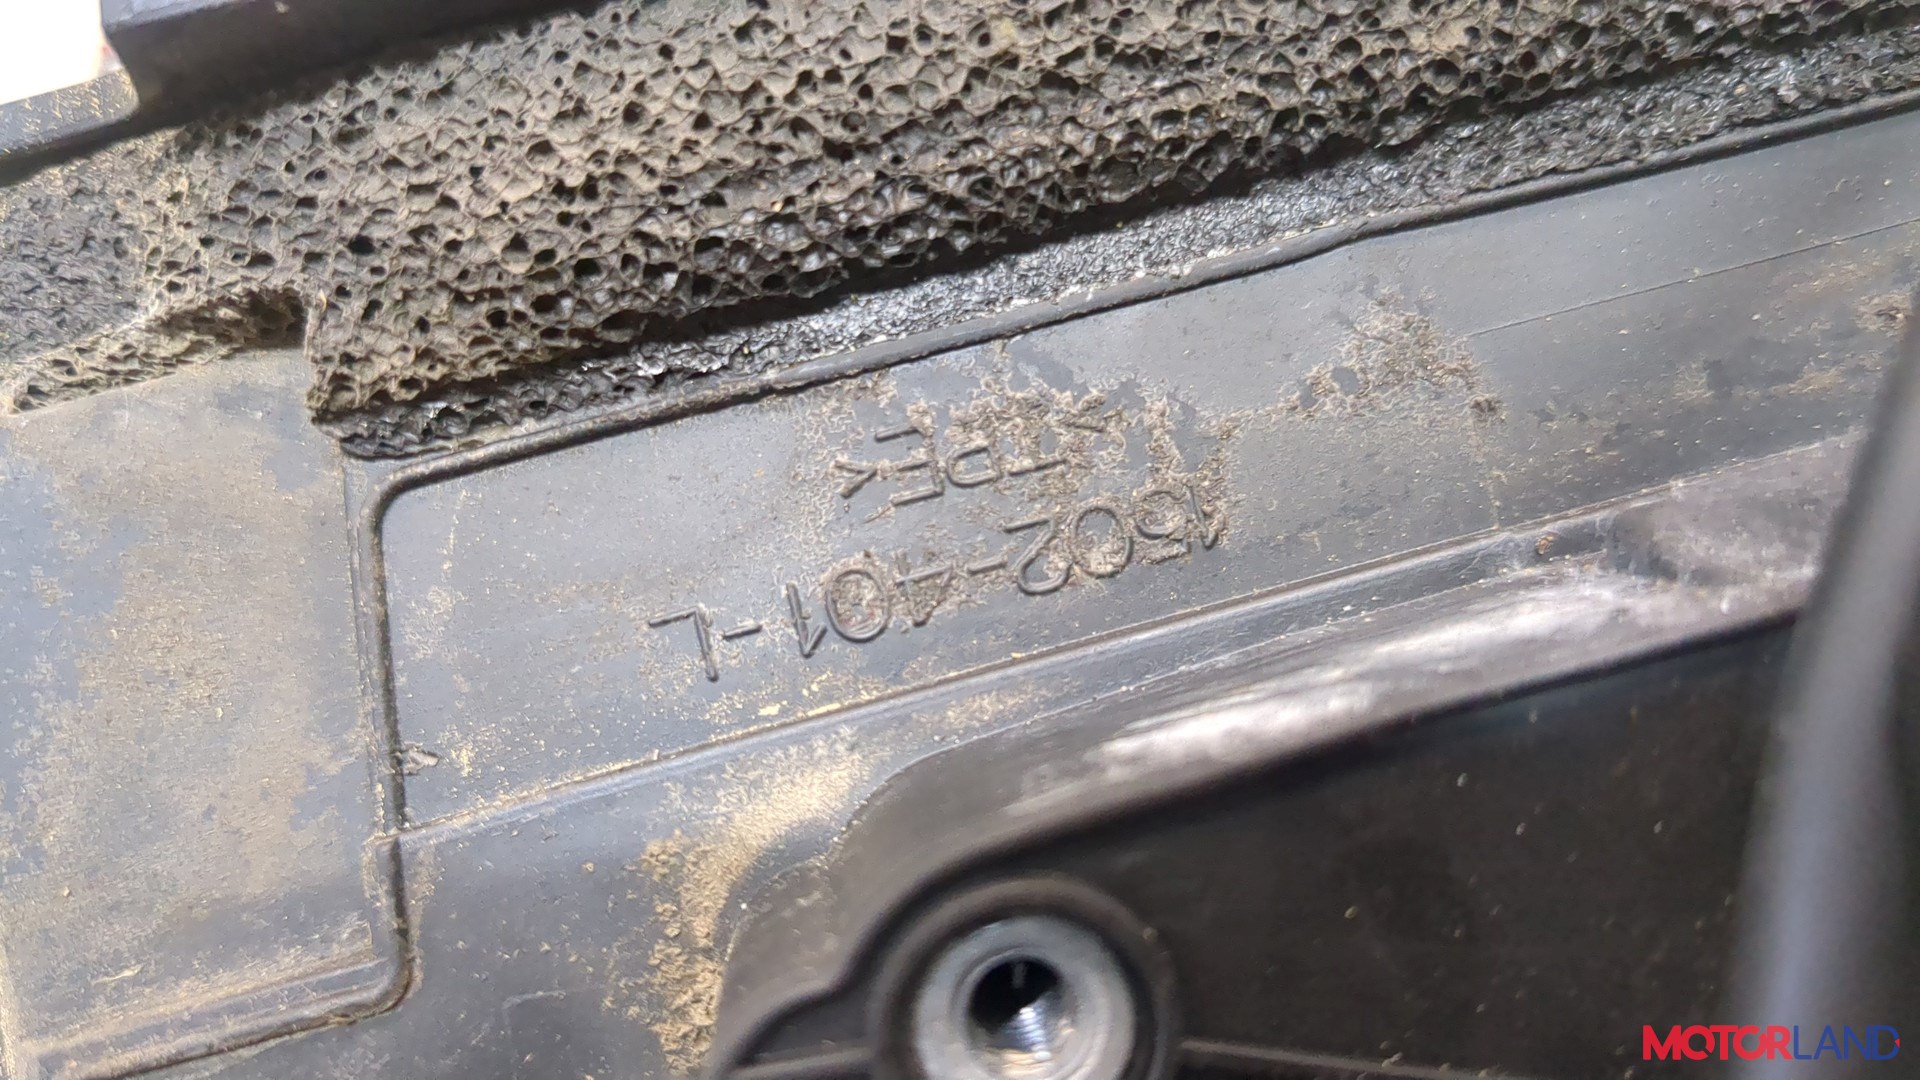 1502-401-L
>TPE<
MOTORLAND